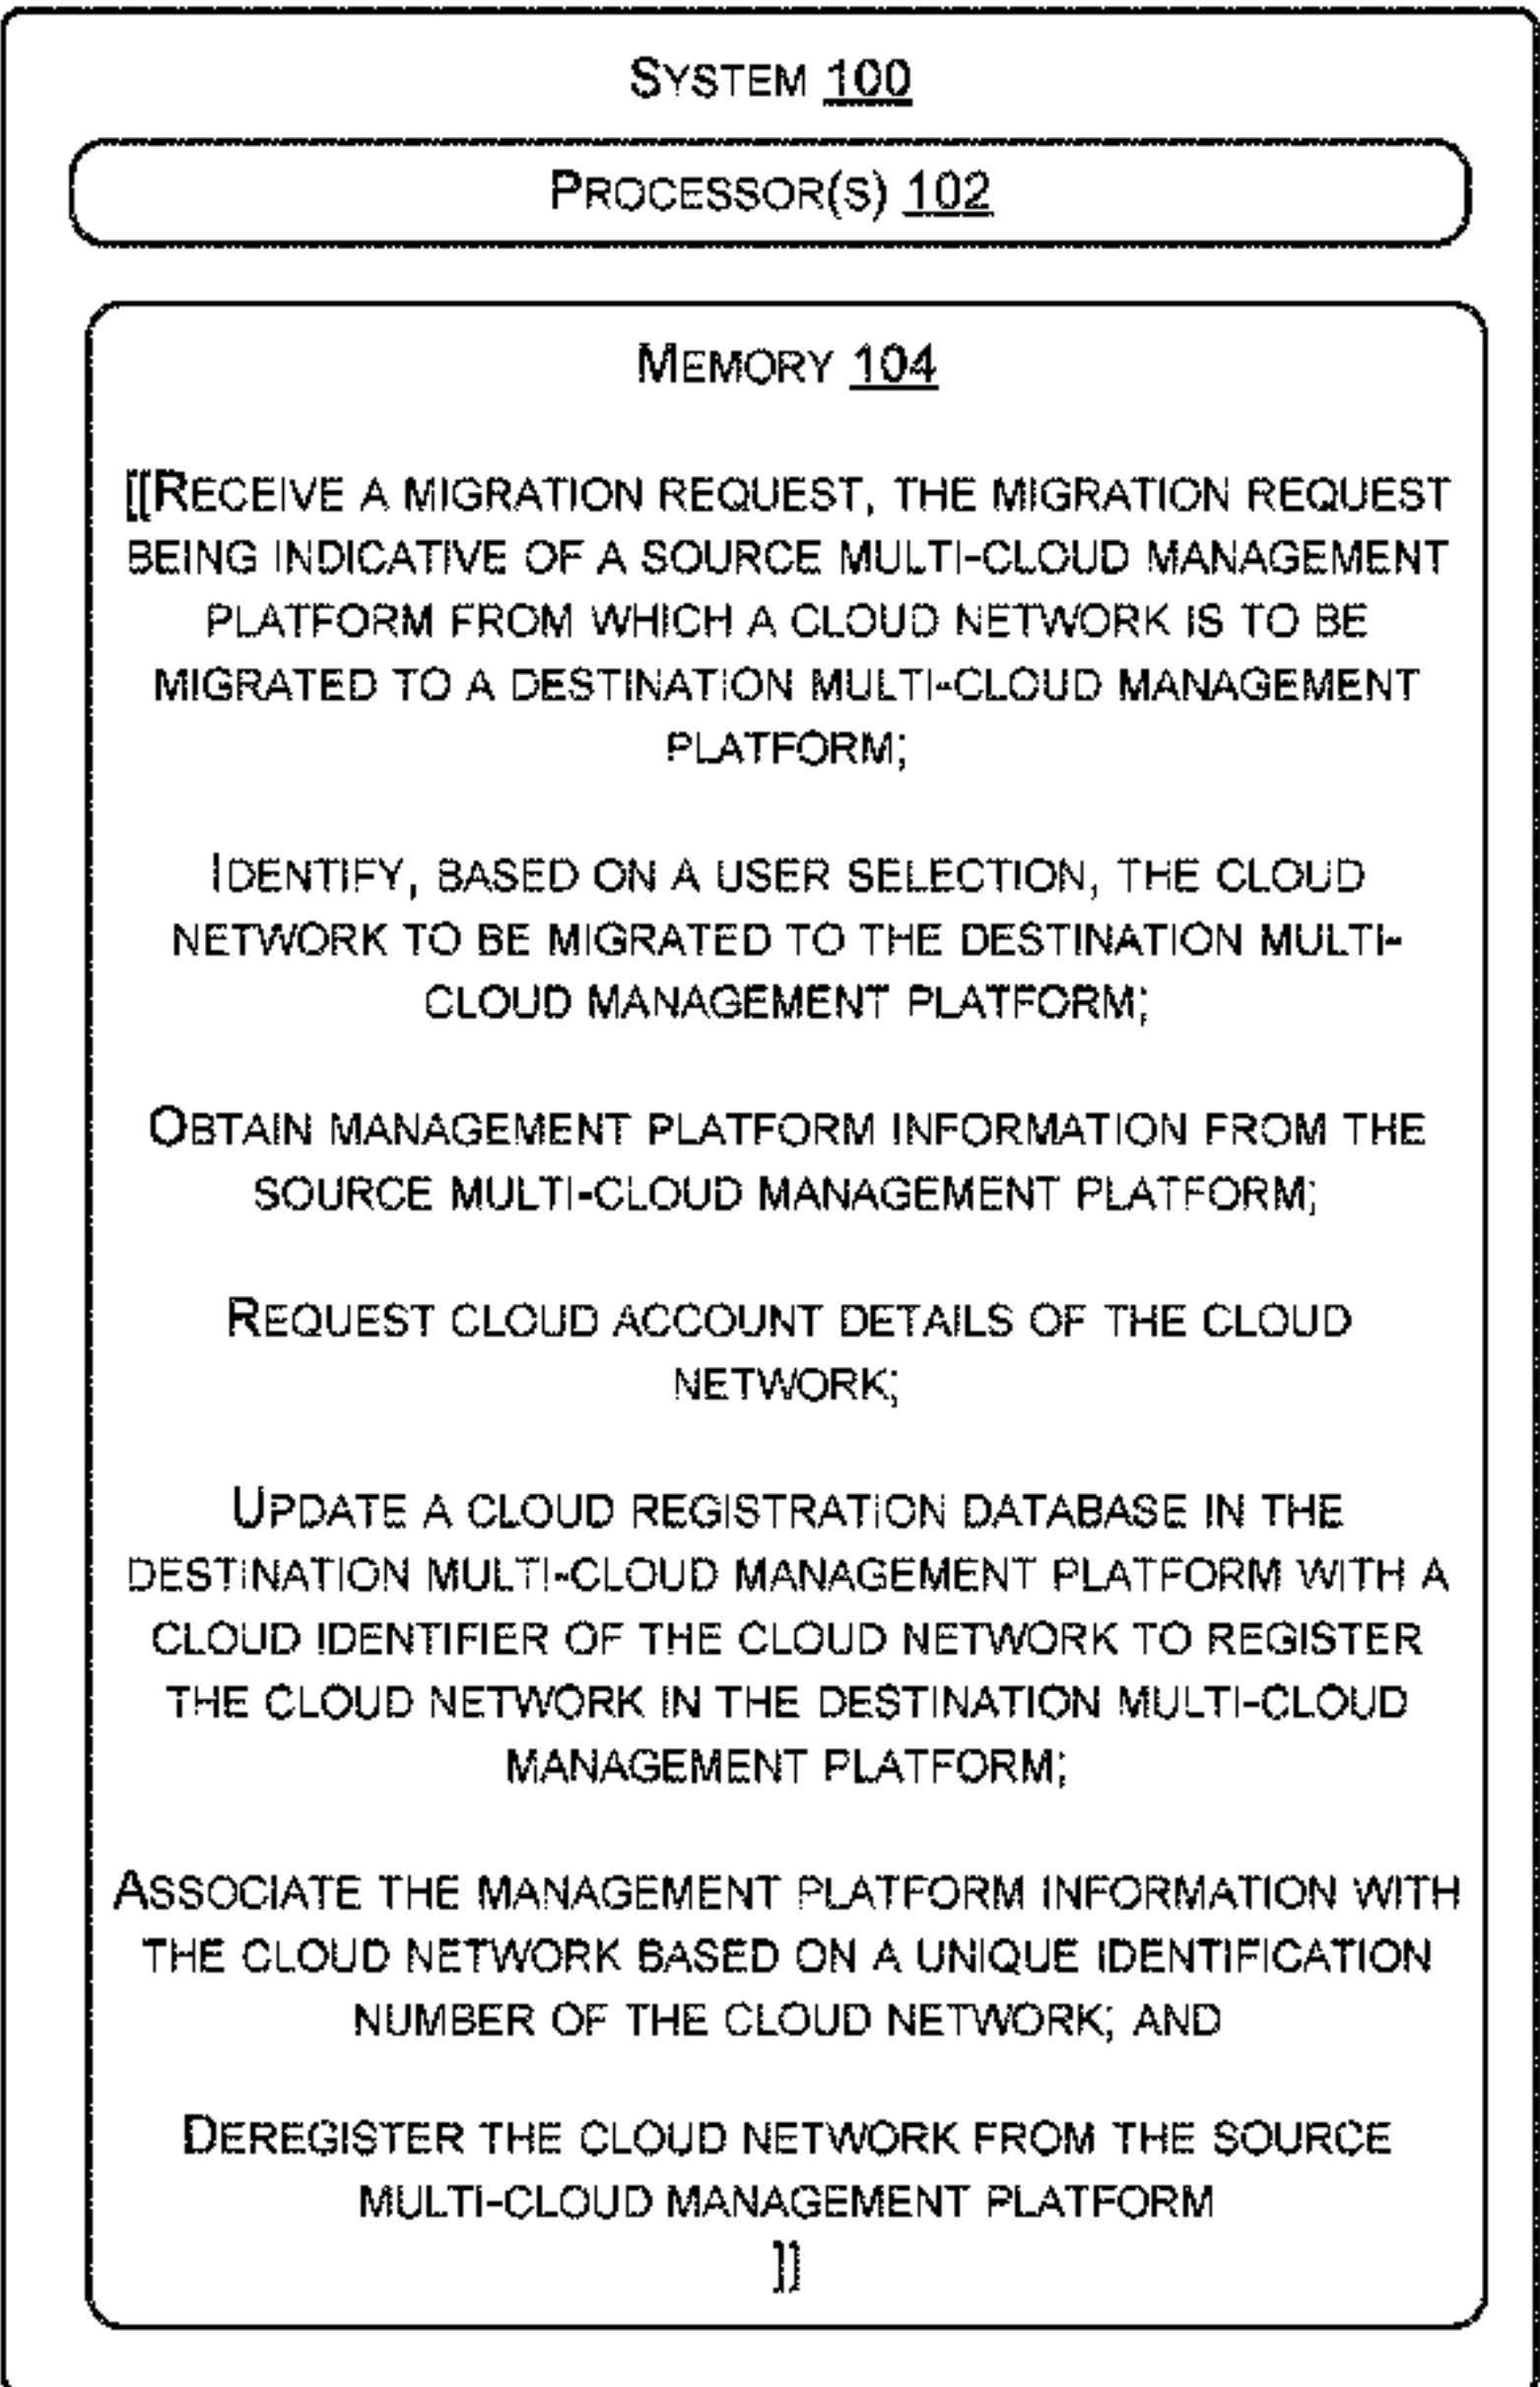 SYSTEM 100
PROCESSOR(S) 102
MEMORY 104
[[RECEIVE A MIGRATION REQUEST, THE MIGRATION REQUEST
BEING INDICATIVE OF A SOURCE MULTI-CLOUD MANAGEMENT
PLATFORM FROM WHICH A CLOUD NETWORK IS TO BE
MIGRATED TO A DESTINATION MULTI-CLOUD MANAGEMENT
PLATFORM;
IDENTIFY, BASED ON A USER SELECTION, THE CLOUD
NETWORK TO BE MIGRATED TO THE DESTINATION MULTI-
CLOUD MANAGEMENT PLATFORM;
OBTAIN MANAGEMENT PLATFORM INFORMATION FROM THE
SOURCE MULTI-CLOUD MANAGEMENT PLATFORM;
REQUEST CLOUD ACCOUNT DETAILS OF THE CLOUD
NETWORK;
UPDATE A CLOUD REGISTRATION DATABASE IN THE
DESTINATION MULTI-CLOUD MANAGEMENT PLATFORM WITH A
CLOUD IDENTIFIER OF THE CLOUD NETWORK TO REGISTER
THE CLOUD NETWORK IN THE DESTINATION MULTI-CLOUD
MANAGEMENT PLATFORM;
ASSOCIATE THE MANAGEMENT PLATFORM INFORMATION WITH
THE CLOUD NETWORK BASED ON A UNIQUE IDENTIFICATION
NUMBER OF THE CLOUD NETWORK; AND
DEREGISTER THE CLOUD NETWORK FROM THE SOURCE
MULTI-CLOUD MANAGEMENT PLATFORM
]]